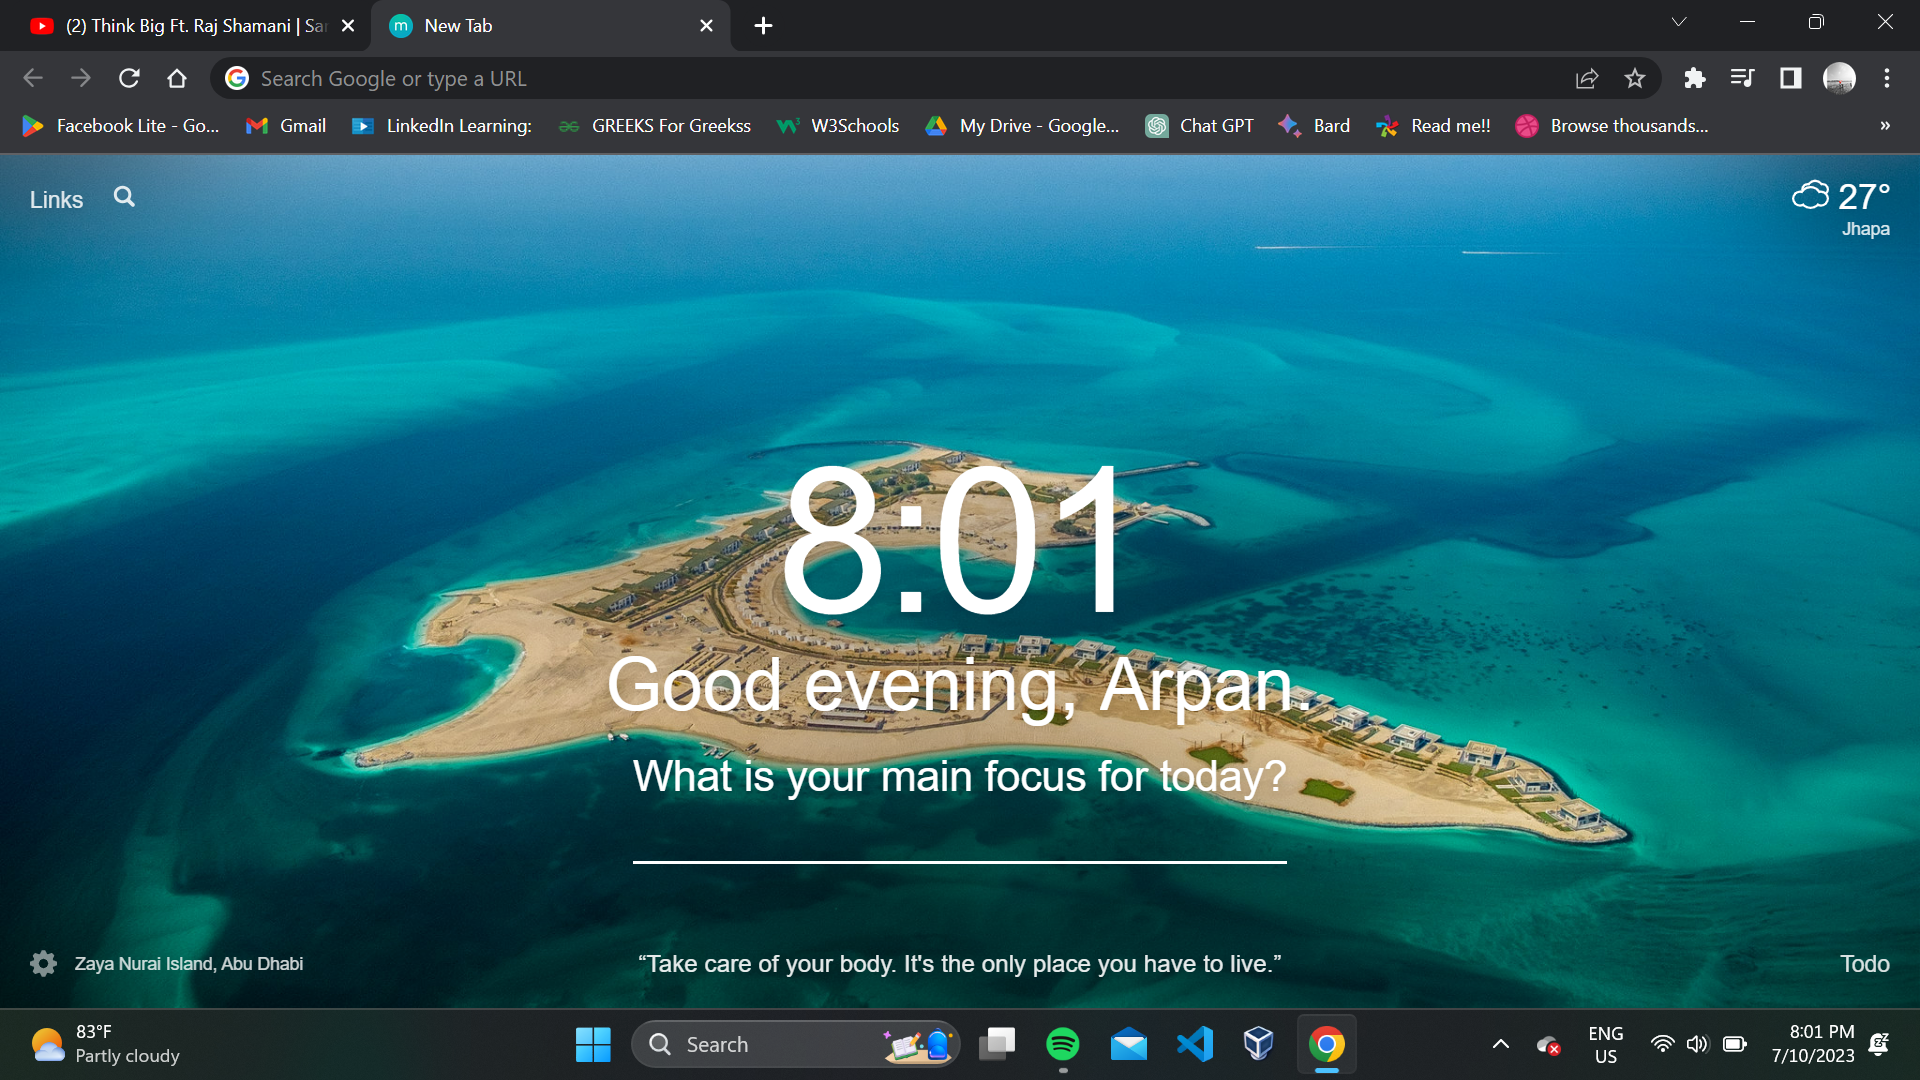 (2) Think Big Ft. Raj Shamani | Sa
New Tab
Search Google or type a URL
Facebook Lite - Go...
Gmail
LinkedIn Learning:
GREEKS For Greekss
W3Schools
My Drive - Google...
Chat GPT
Bard
Read me!!
Browse thousands...
»
Links
27°
Jhapa
8:01
Good evening, Arpan.
What is your main focus for today?
Zaya Nurai Island, Abu Dhabi
“Take care of your body. It's the only place you have to live.”
Todo
83°F
Partly cloudy
Search
ENG
US
8:01 PM
7/10/2023